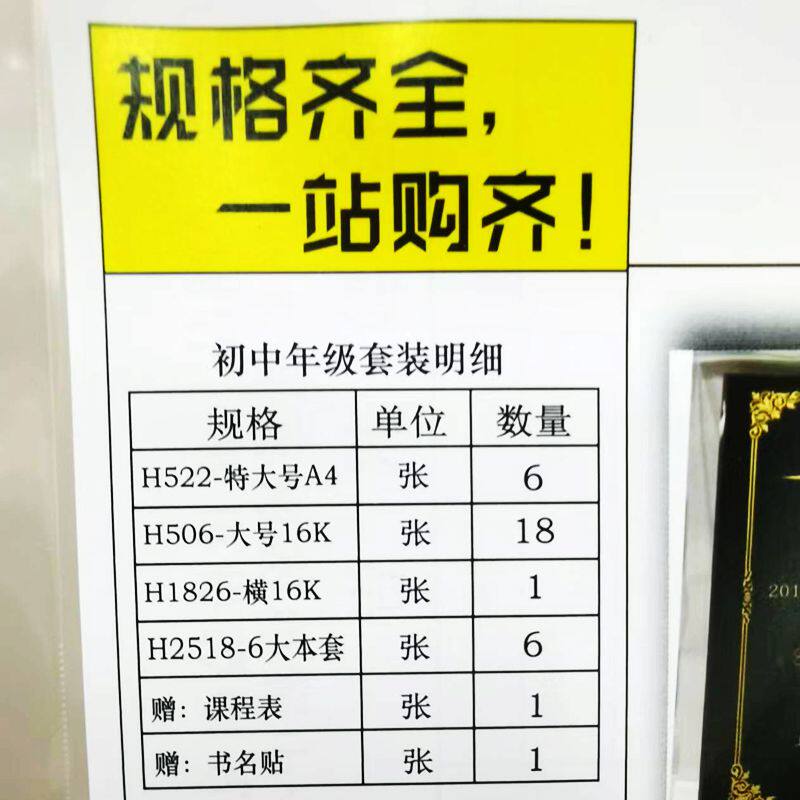 规格齐全,
一站购齐!
初中年级套装明细
规格 单位 数量
H522-特大号A4 张 6
H506-大号16K 张 18
H1826-横16K 张 1
H2518-6大本套 张 6
赠: 课程表 张 1
赠: 书名贴 张 1
201